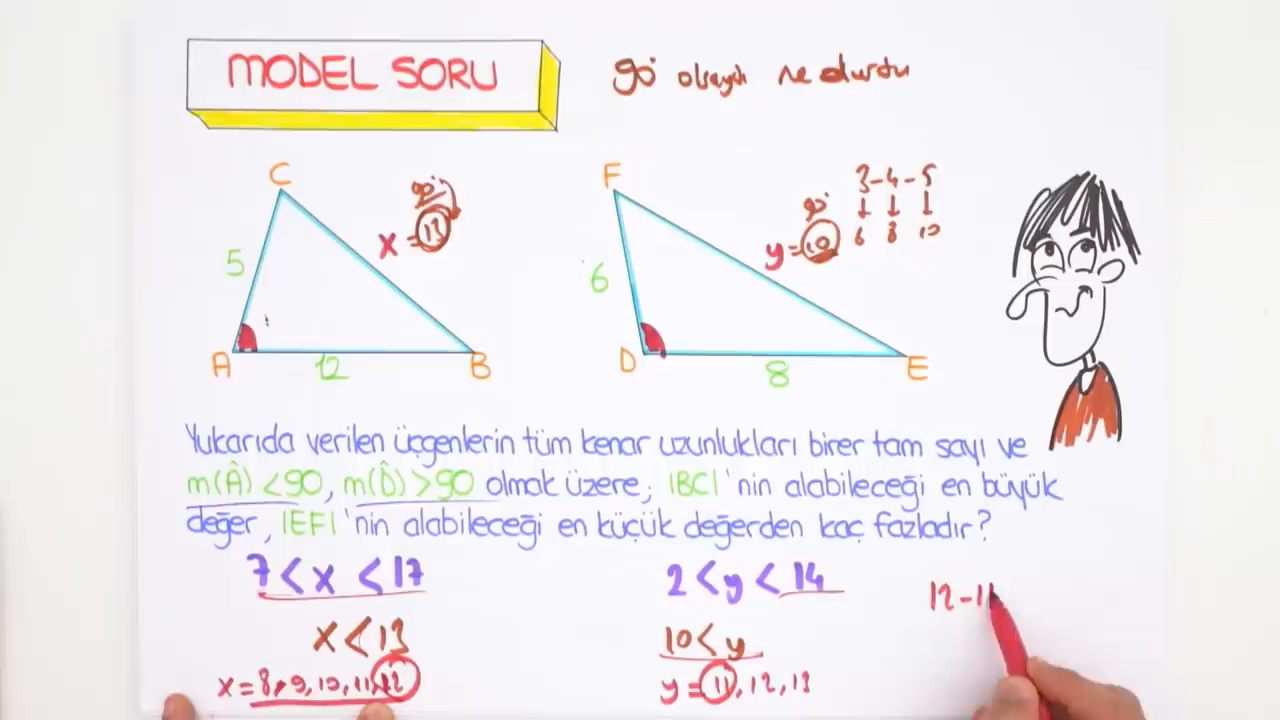 MODEL SORU
90° olsaydı ne olurdu
C
5
A
12
B
90°
x = 13
F
6
D
8
E
90°
y = 10
3 - 4 - 5
↓ ↓ ↓
6 8 10
Yukarıda verilen üçgenlerin tüm kenar uzunlukları birer tam sayı ve
m(Â) < 90, m(D̂) > 90 olmak üzere; |BC| 'nin alabileceği en büyük
değer, |EF| 'nin alabileceği en küçük değerden kaç fazladır?
7 < x < 17
x < 13
x = 8, 9, 10, 11, 12
2 < y < 14
10 < y
y = 11, 12, 13
12 - 11